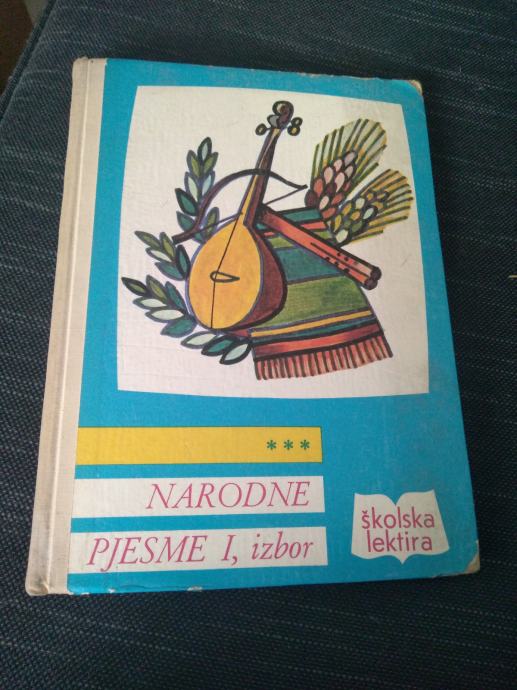 ***
NARODNE
PJESME I, izbor
školska
lektira